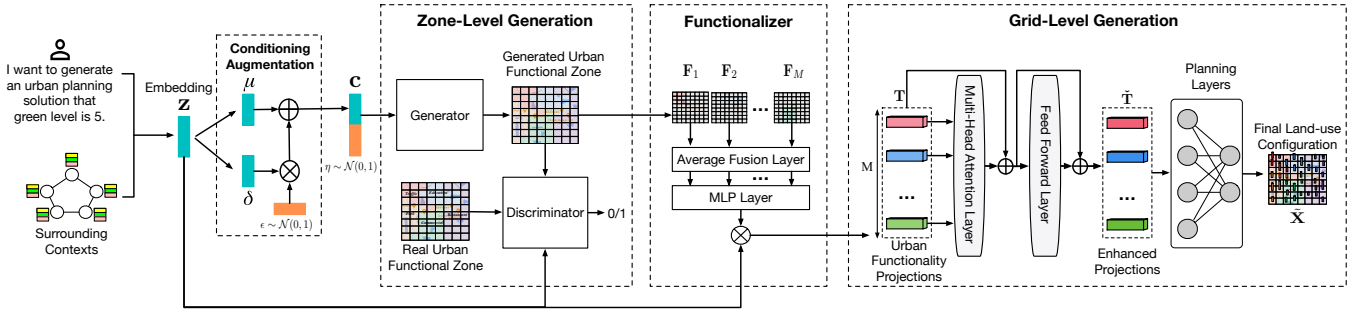 I want to generate
an urban planning
solution that
green level is 5.
Surrounding
Contexts
Embedding
Z
Conditioning
Augmentation
μ
δ
ϵ ∼ N(0, 1)
C
η ∼ N(0, 1)
Zone-Level Generation
Generator
Generated Urban
Functional Zone
Real Urban
Functional Zone
Discriminator
0/1
Functionalizer
F₁
F₂
F_M
...
Average Fusion Layer
...
MLP Layer
Grid-Level Generation
T
M
...
Urban
Functionality
Projections
Multi-Head Attention Layer
Feed Forward Layer
Ť
...
Enhanced
Projections
Planning
Layers
Final Land-use
Configuration
X̃